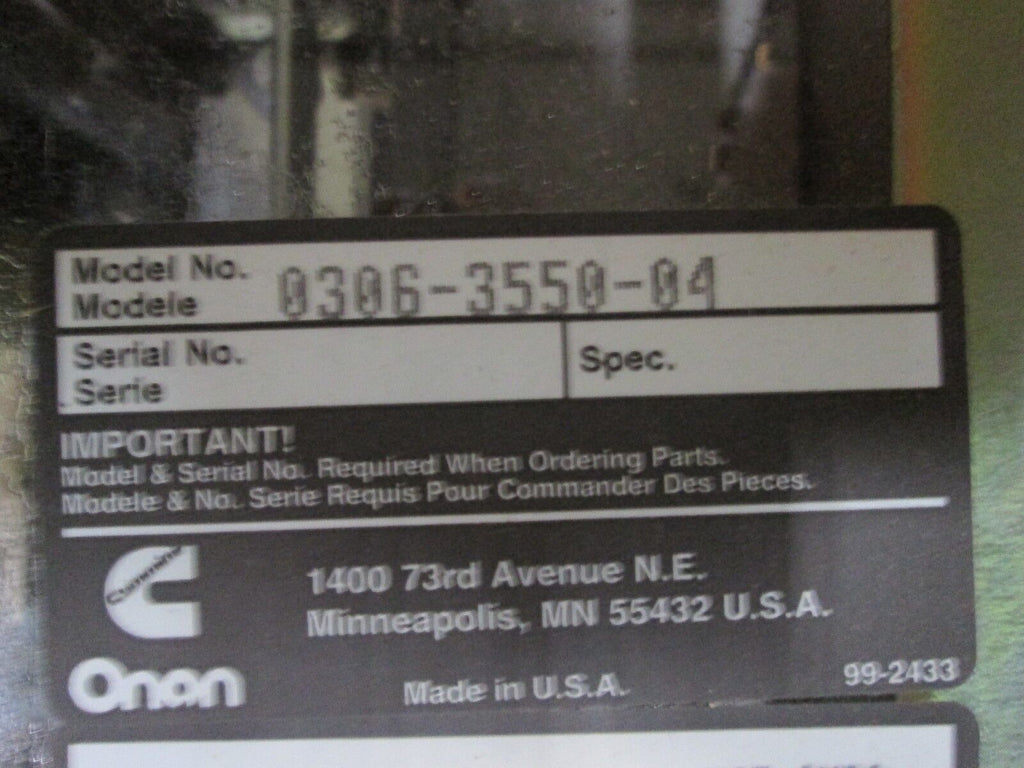 Model No. 0306-3550-04
Modele
Serial No.
Serie
Spec.
IMPORTANT!
Model & Serial No. Required When Ordering Parts.
Modele & No. Serie Requis Pour Commander Des Pieces.
Cummins
1400 73rd Avenue N.E.
Minneapolis, MN 55432 U.S.A.
Onan
Made in U.S.A.
99-2433